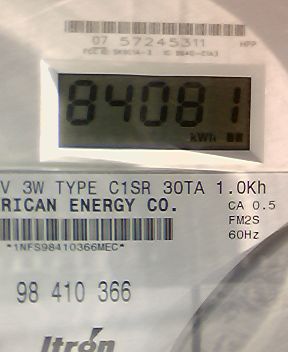 07 57245311 HPP
84081
kWh
V 3W TYPE C1SR 30TA 1.0Kh
RICAN ENERGY CO. CA 0.5
FM2S
60Hz
*1NFS98410366MEC*
98 410 366
Itron